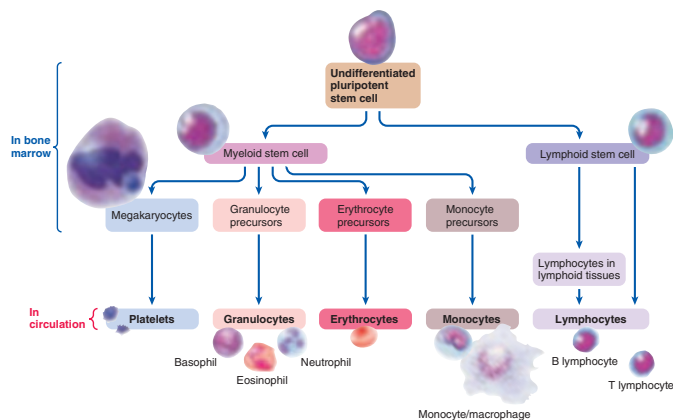 Undifferentiated
pluripotent
stem cell
In bone
marrow
Myeloid stem cell
Lymphoid stem cell
Megakaryocytes
Granulocyte
precursors
Erythrocyte
precursors
Monocyte
precursors
Lymphocytes in
lymphoid tissues
In
circulation
Platelets
Granulocytes
Erythrocytes
Monocytes
Lymphocytes
Basophil
Eosinophil
Neutrophil
Monocyte/macrophage
B lymphocyte
T lymphocyte